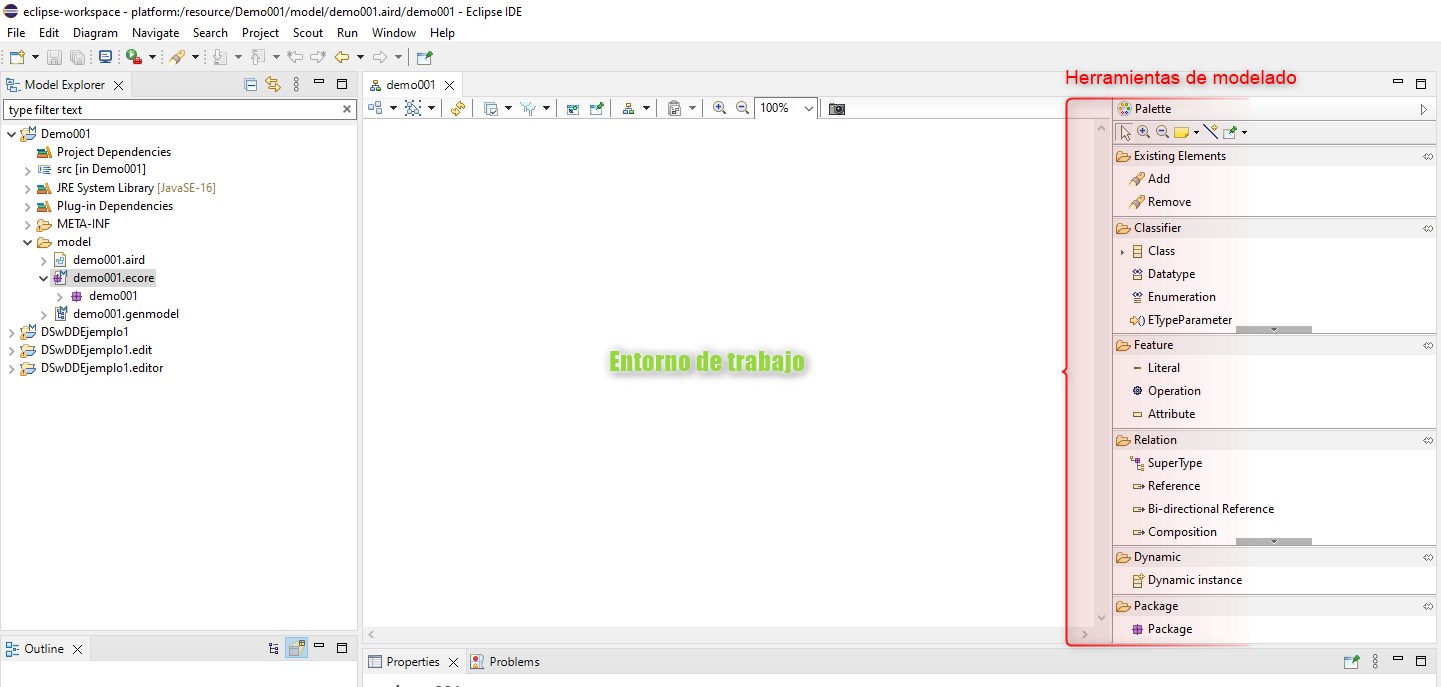 eclipse-workspace - platform:/resource/Demo001/model/demo001.aird/demo001 - Eclipse IDE
File Edit Diagram Navigate Search Project Scout Run Window Help
Model Explorer
type filter text
Demo001
Project Dependencies
src [in Demo001]
JRE System Library [JavaSE-16]
Plug-in Dependencies
META-INF
model
demo001.aird
demo001.ecore
demo001
demo001.genmodel
DSwDDEjemplo1
DSwDDEjemplo1.edit
DSwDDEjemplo1.editor
Outline
demo001
100%
Entorno de trabajo
Herramientas de modelado
Palette
Existing Elements
Add
Remove
Classifier
Class
Datatype
Enumeration
ETypeParameter
Feature
Literal
Operation
Attribute
Relation
SuperType
Reference
Bi-directional Reference
Composition
Dynamic
Dynamic instance
Package
Package
Properties
Problems